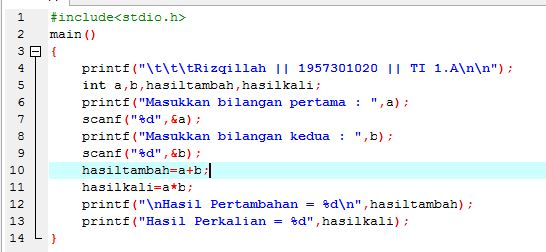 1 #include<stdio.h>
2 main()
3 {
4 printf("\t\t\tRizqillah || 1957301020 || TI 1.A\n\n");
5 int a,b,hasiltambah,hasilkali;
6 printf("Masukkan bilangan pertama : ",a);
7 scanf("%d",&a);
8 printf("Masukkan bilangan kedua : ",b);
9 scanf("%d",&b);
10 hasiltambah=a+b;
11 hasilkali=a*b;
12 printf("\nHasil Pertambahan = %d\n",hasiltambah);
13 printf("Hasil Perkalian = %d",hasilkali);
14 }